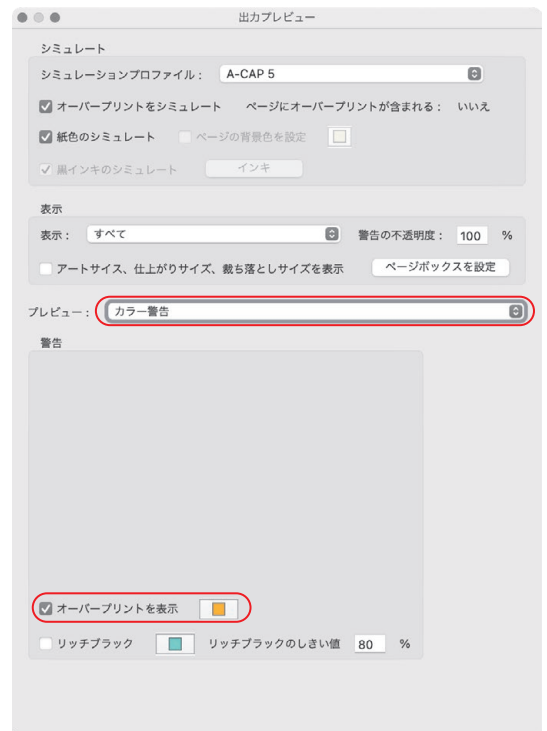 出力プレビュー
シミュレート
シミュレーションプロファイル： A-CAP 5
オーバープリントをシミュレート ページにオーバープリントが含まれる： いいえ
紙色のシミュレート ページの背景色を設定
黒インキのシミュレート インキ
表示
表示： すべて 警告の不透明度： 100 %
アートサイズ、仕上がりサイズ、裁ち落としサイズを表示 ページボックスを設定
プレビュー： カラー警告
警告
オーバープリントを表示
リッチブラック リッチブラックのしきい値 80 %